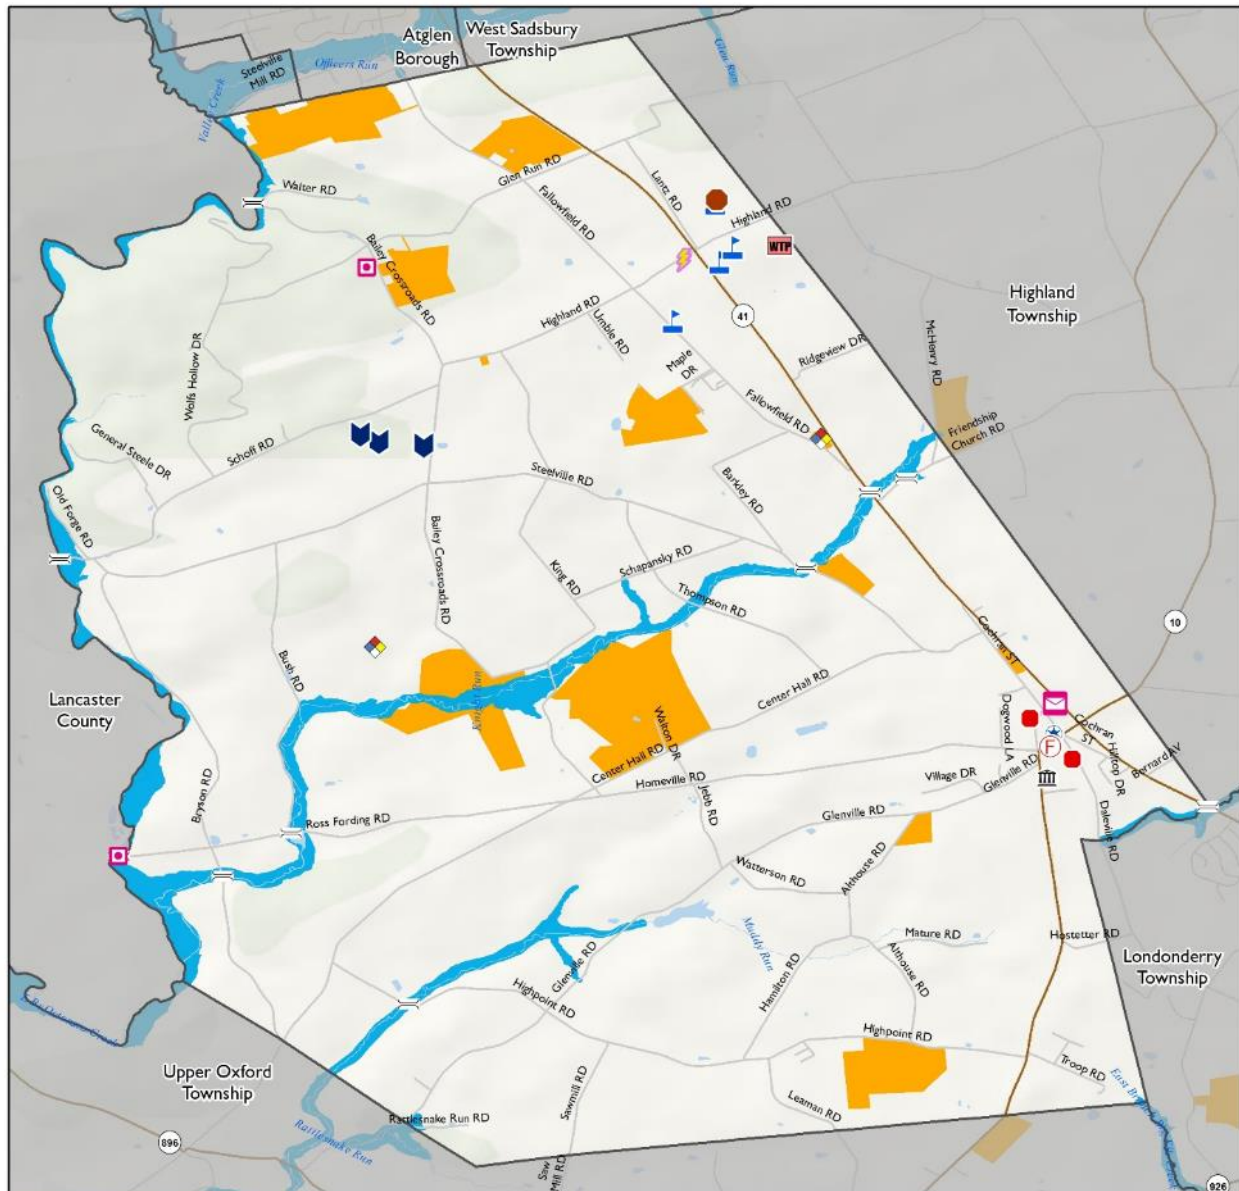 Atglen
Borough
West Sadsbury
Township
Steelville
Mill RD
Officers Run
Glen Run
Valley Creek
Walter RD
Glen Run RD
Lantz RD
Fallowfield RD
Highland RD
WTP
Bailey Crossroads RD
Highland
Township
Highland RD
41
Umble RD
McHenry RD
Ridgeview DR
Maple
DR
Wolfs Hollow DR
Fallowfield RD
Friendship
Church RD
General Steele DR
Schoff RD
Steelville RD
Barkley RD
Old Forge RD
Bailey Crossroads RD
King RD
Schapansky RD
Thompson RD
10
Cochran ST
Bush RD
Lancaster
County
Knight Run
Walton DR
Center Hall RD
Dogwood LA
Cochran
ST
Center Hall RD
F
Hilltop DR
Bernard AV
Homeville RD
Village DR
Glenville RD
Bryson RD
Jebb RD
Ross Fording RD
Glenville RD
Daleville RD
Watterson RD
Althouse RD
Muddy Run
Mature RD
Hostetter RD
Londonderry
Township
Glenville RD
Hamilton RD
Althouse RD
Highpoint RD
Highpoint RD
Upper Oxford
Township
Troop RD
Sawmill RD
Leaman RD
Rattlesnake Run RD
Rattlesnake Run
896
Saw
Mill RD
926